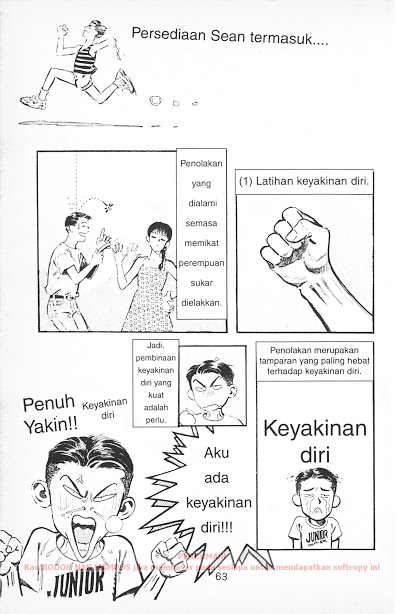 Persediaan Sean termasuk....
Penolakan
yang
dialami
semasa
memikat
perempuan
sukar
dielakkan.
(1) Latihan keyakinan diri.
Jadi,
pembinaan
keyakinan
diri yang
kuat
adalah
perlu.
Penolakan merupakan
tamparan yang paling hebat
terhadap keyakinan diri.
Penuh
Yakin!!
Keyakinan
diri
Aku
ada
keyakinan
diri!!!
Keyakinan
diri
JUNIOR
JUNIOR
63